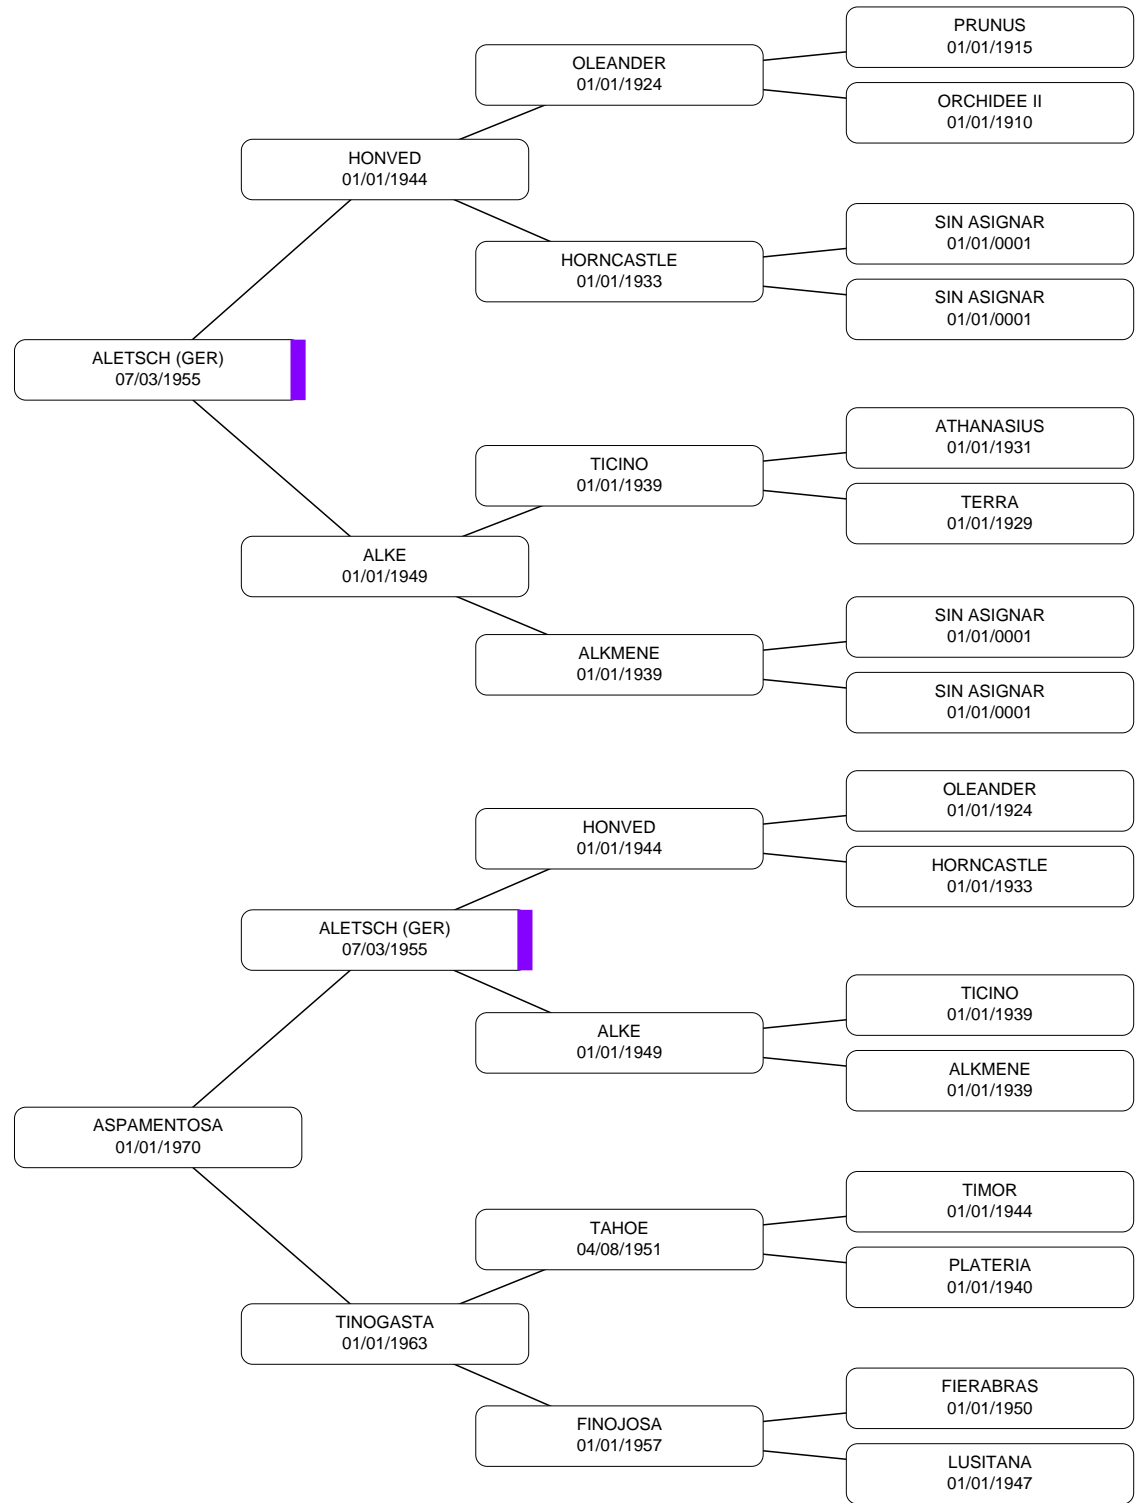 PRUNUS
01/01/1915
OLEANDER
01/01/1924
ORCHIDEE II
01/01/1910
HONVED
01/01/1944
SIN ASIGNAR
01/01/0001
HORNCASTLE
01/01/1933
SIN ASIGNAR
01/01/0001
ALETSCH (GER)
07/03/1955
ATHANASIUS
01/01/1931
TICINO
01/01/1939
TERRA
01/01/1929
ALKE
01/01/1949
SIN ASIGNAR
01/01/0001
ALKMENE
01/01/1939
SIN ASIGNAR
01/01/0001
OLEANDER
01/01/1924
HONVED
01/01/1944
HORNCASTLE
01/01/1933
ALETSCH (GER)
07/03/1955
TICINO
01/01/1939
ALKE
01/01/1949
ALKMENE
01/01/1939
ASPAMENTOSA
01/01/1970
TIMOR
01/01/1944
TAHOE
04/08/1951
PLATERIA
01/01/1940
TINOGASTA
01/01/1963
FIERABRAS
01/01/1950
FINOJOSA
01/01/1957
LUSITANA
01/01/1947